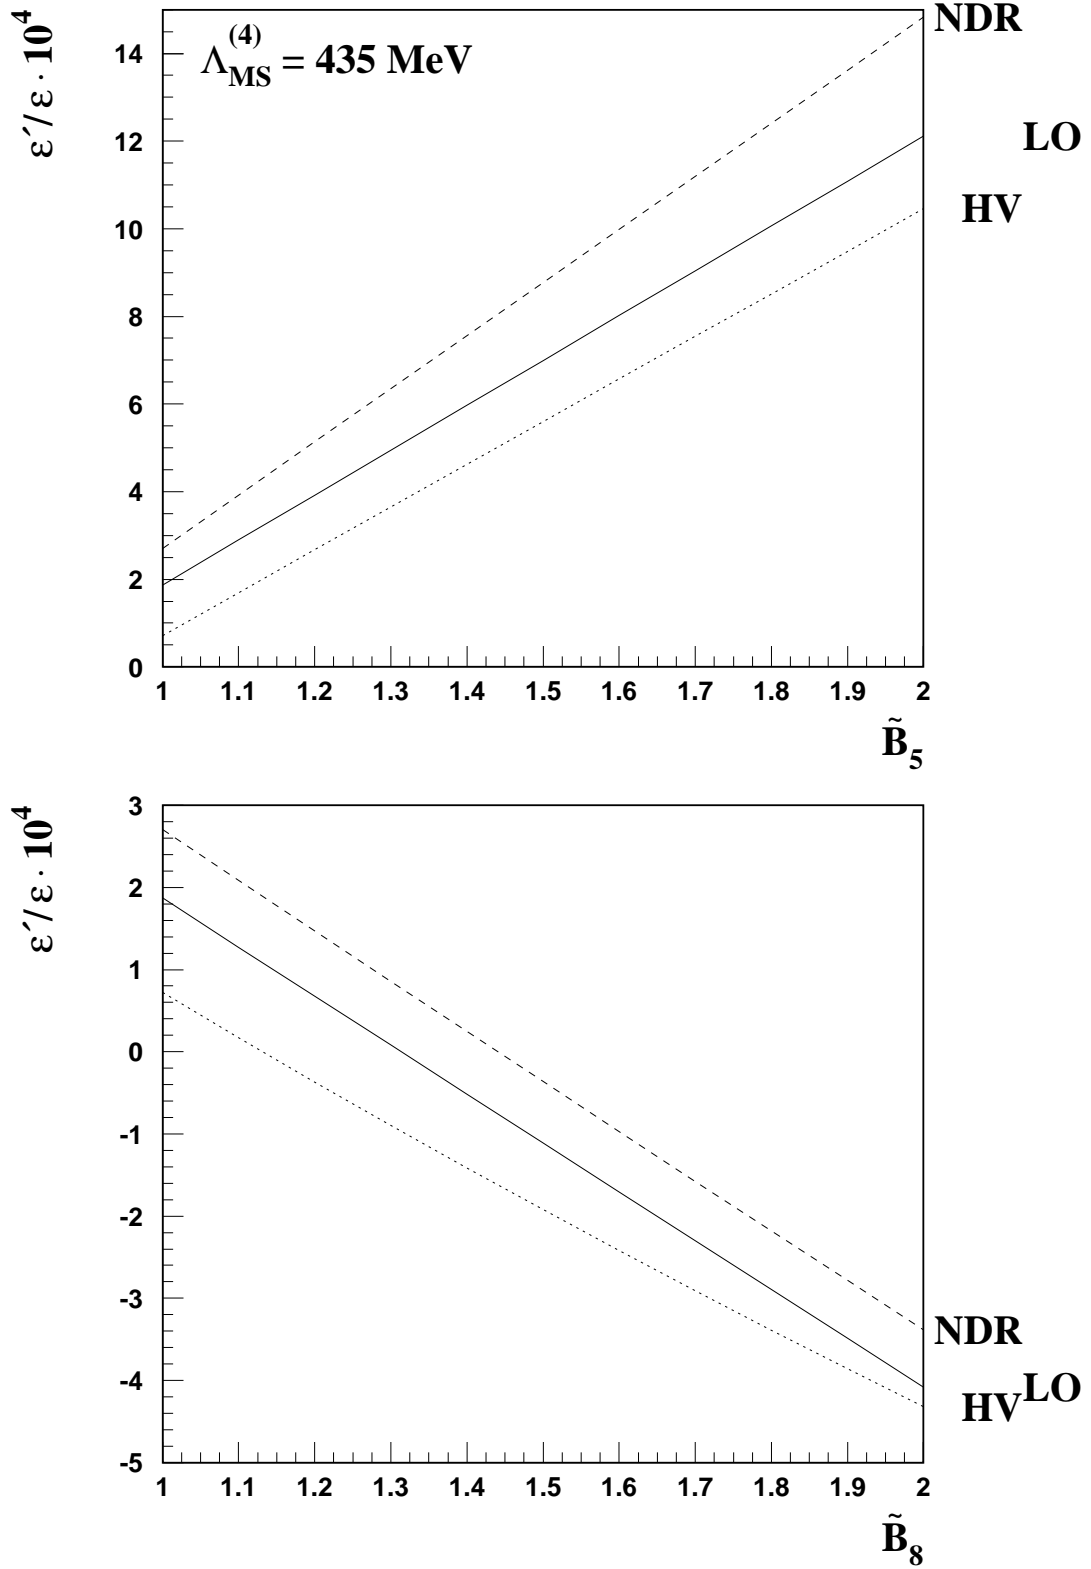 ε′/ε · 10⁴
Λ_MS^(4) = 435 MeV
NDR
LO
HV
14
12
10
8
6
4
2
0
1 1.1 1.2 1.3 1.4 1.5 1.6 1.7 1.8 1.9 2
B̃₅
ε′/ε · 10⁴
3
2
1
0
-1
-2
-3
-4
-5
NDR
LO
HV
1 1.1 1.2 1.3 1.4 1.5 1.6 1.7 1.8 1.9 2
B̃₈